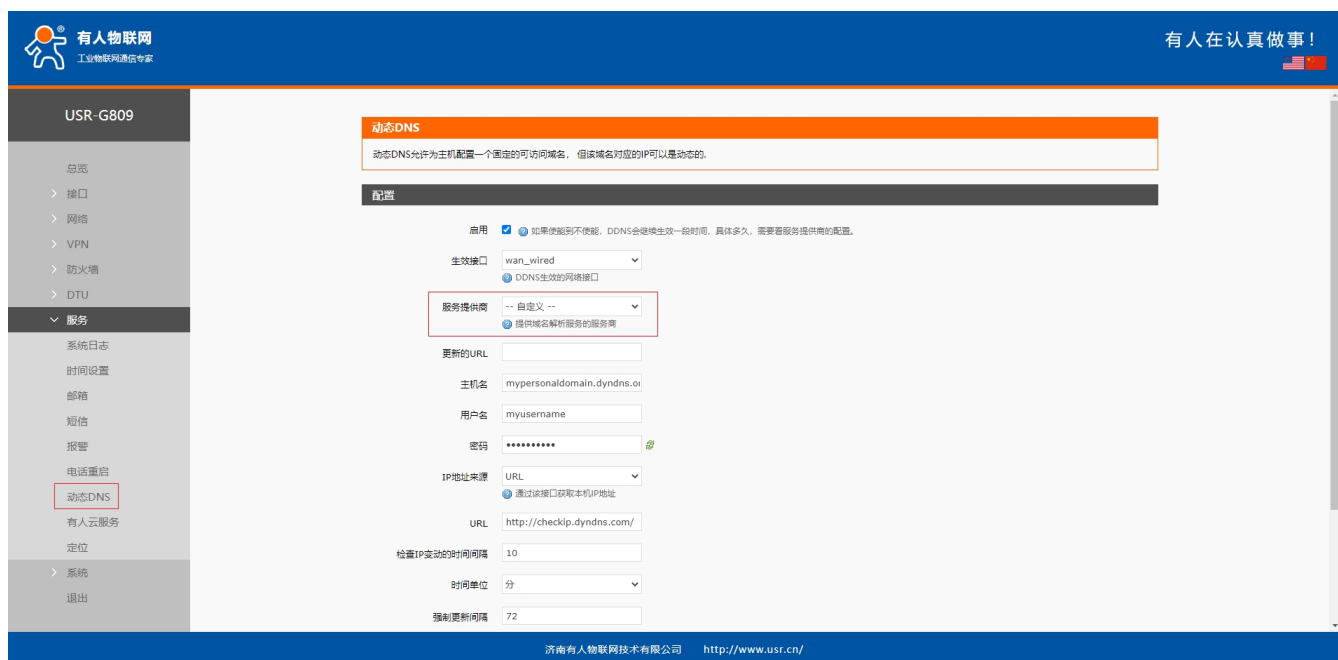 有人物联网
工业物联网通信专家
有人在认真做事！
USR-G809
总览
接口
网络
VPN
防火墙
DTU
服务
系统日志
时间设置
邮箱
短信
报警
电话重启
动态DNS
有人云服务
定位
系统
退出
动态DNS
动态DNS允许为主机配置一个固定的可访问域名， 但该域名对应的IP可以是动态的.
配置
启用 如果使能到不使能，DDNS会继续生效一段时间，具体多久，需要看服务提供商的配置。
生效接口 wan_wired
DDNS生效的网络接口
服务提供商 -- 自定义 --
提供域名解析服务的服务商
更新的URL
主机名 mypersonaldomain.dyndns.or
用户名 myusername
密码 ••••••••••
IP地址来源 URL
通过该接口获取本机IP地址
URL http://checkip.dyndns.com/
检查IP变动的时间间隔 10
时间单位 分
强制更新间隔 72
济南有人物联网技术有限公司 http://www.usr.cn/